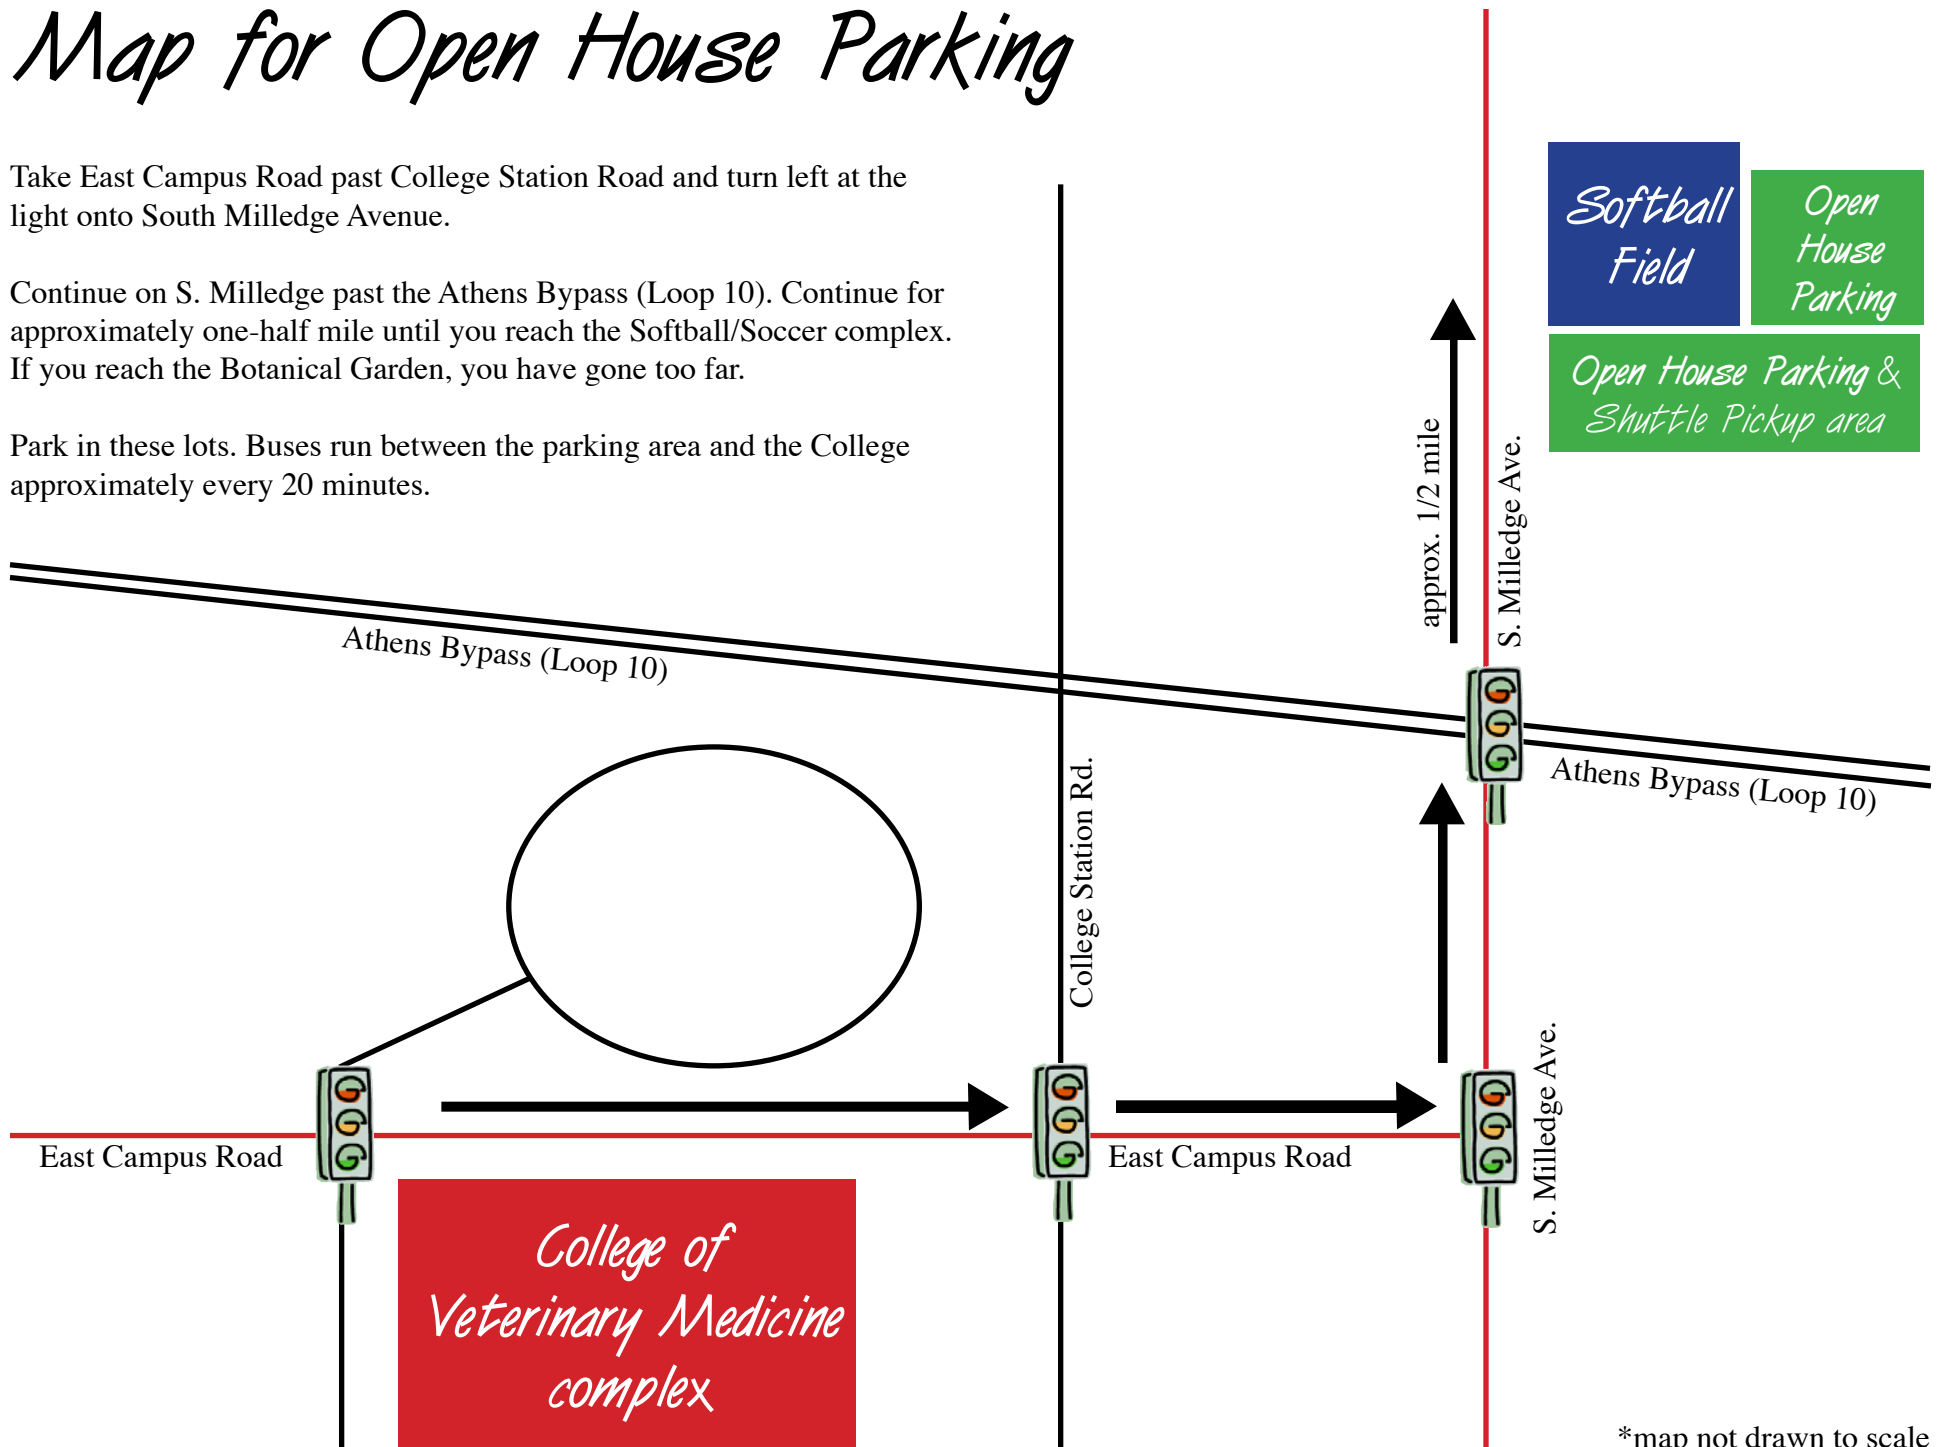 Map for Open House Parking
Take East Campus Road past College Station Road and turn left at the
light onto South Milledge Avenue.
Continue on S. Milledge past the Athens Bypass (Loop 10). Continue for
approximately one-half mile until you reach the Softball/Soccer complex.
If you reach the Botanical Garden, you have gone too far.
Park in these lots. Buses run between the parking area and the College
approximately every 20 minutes.
Softball
Field
Open
House
Parking
Open House Parking &
Shuttle Pickup area
approx. 1/2 mile
S. Milledge Ave.
Athens Bypass (Loop 10)
Athens Bypass (Loop 10)
College Station Rd.
S. Milledge Ave.
East Campus Road
East Campus Road
College of
Veterinary Medicine
complex
*map not drawn to scale